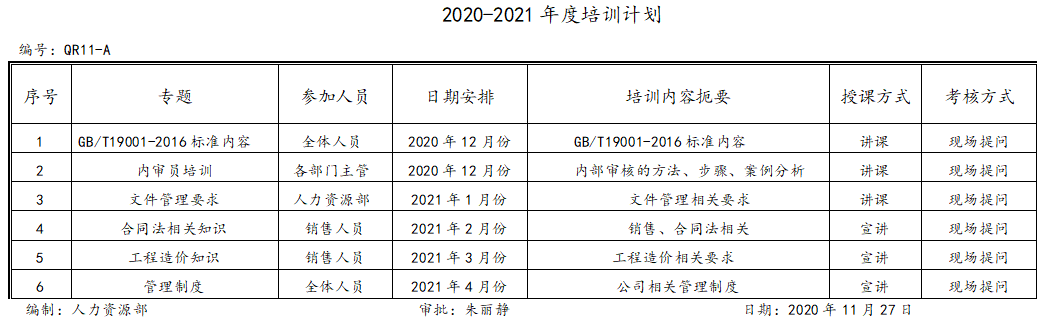 2020-2021 年度培训计划
编号：QR11-A
序号 专题 参加人员 日期安排 培训内容扼要 授课方式 考核方式
1 GB/T19001-2016 标准内容 全体人员 2020 年 12 月份 GB/T19001-2016 标准内容 讲课 现场提问
2 内审员培训 各部门主管 2020 年 12 月份 内部审核的方法、步骤、案例分析 讲课 现场提问
3 文件管理要求 人力资源部 2021 年 1 月份 文件管理相关要求 讲课 现场提问
4 合同法相关知识 销售人员 2021 年 2 月份 销售、合同法相关 宣讲 现场提问
5 工程造价知识 销售人员 2021 年 3 月份 工程造价相关要求 宣讲 现场提问
6 管理制度 全体人员 2021 年 4 月份 公司相关管理制度 宣讲 现场提问
编制：人力资源部 审批：朱丽静 日期：2020 年 11 月 27 日